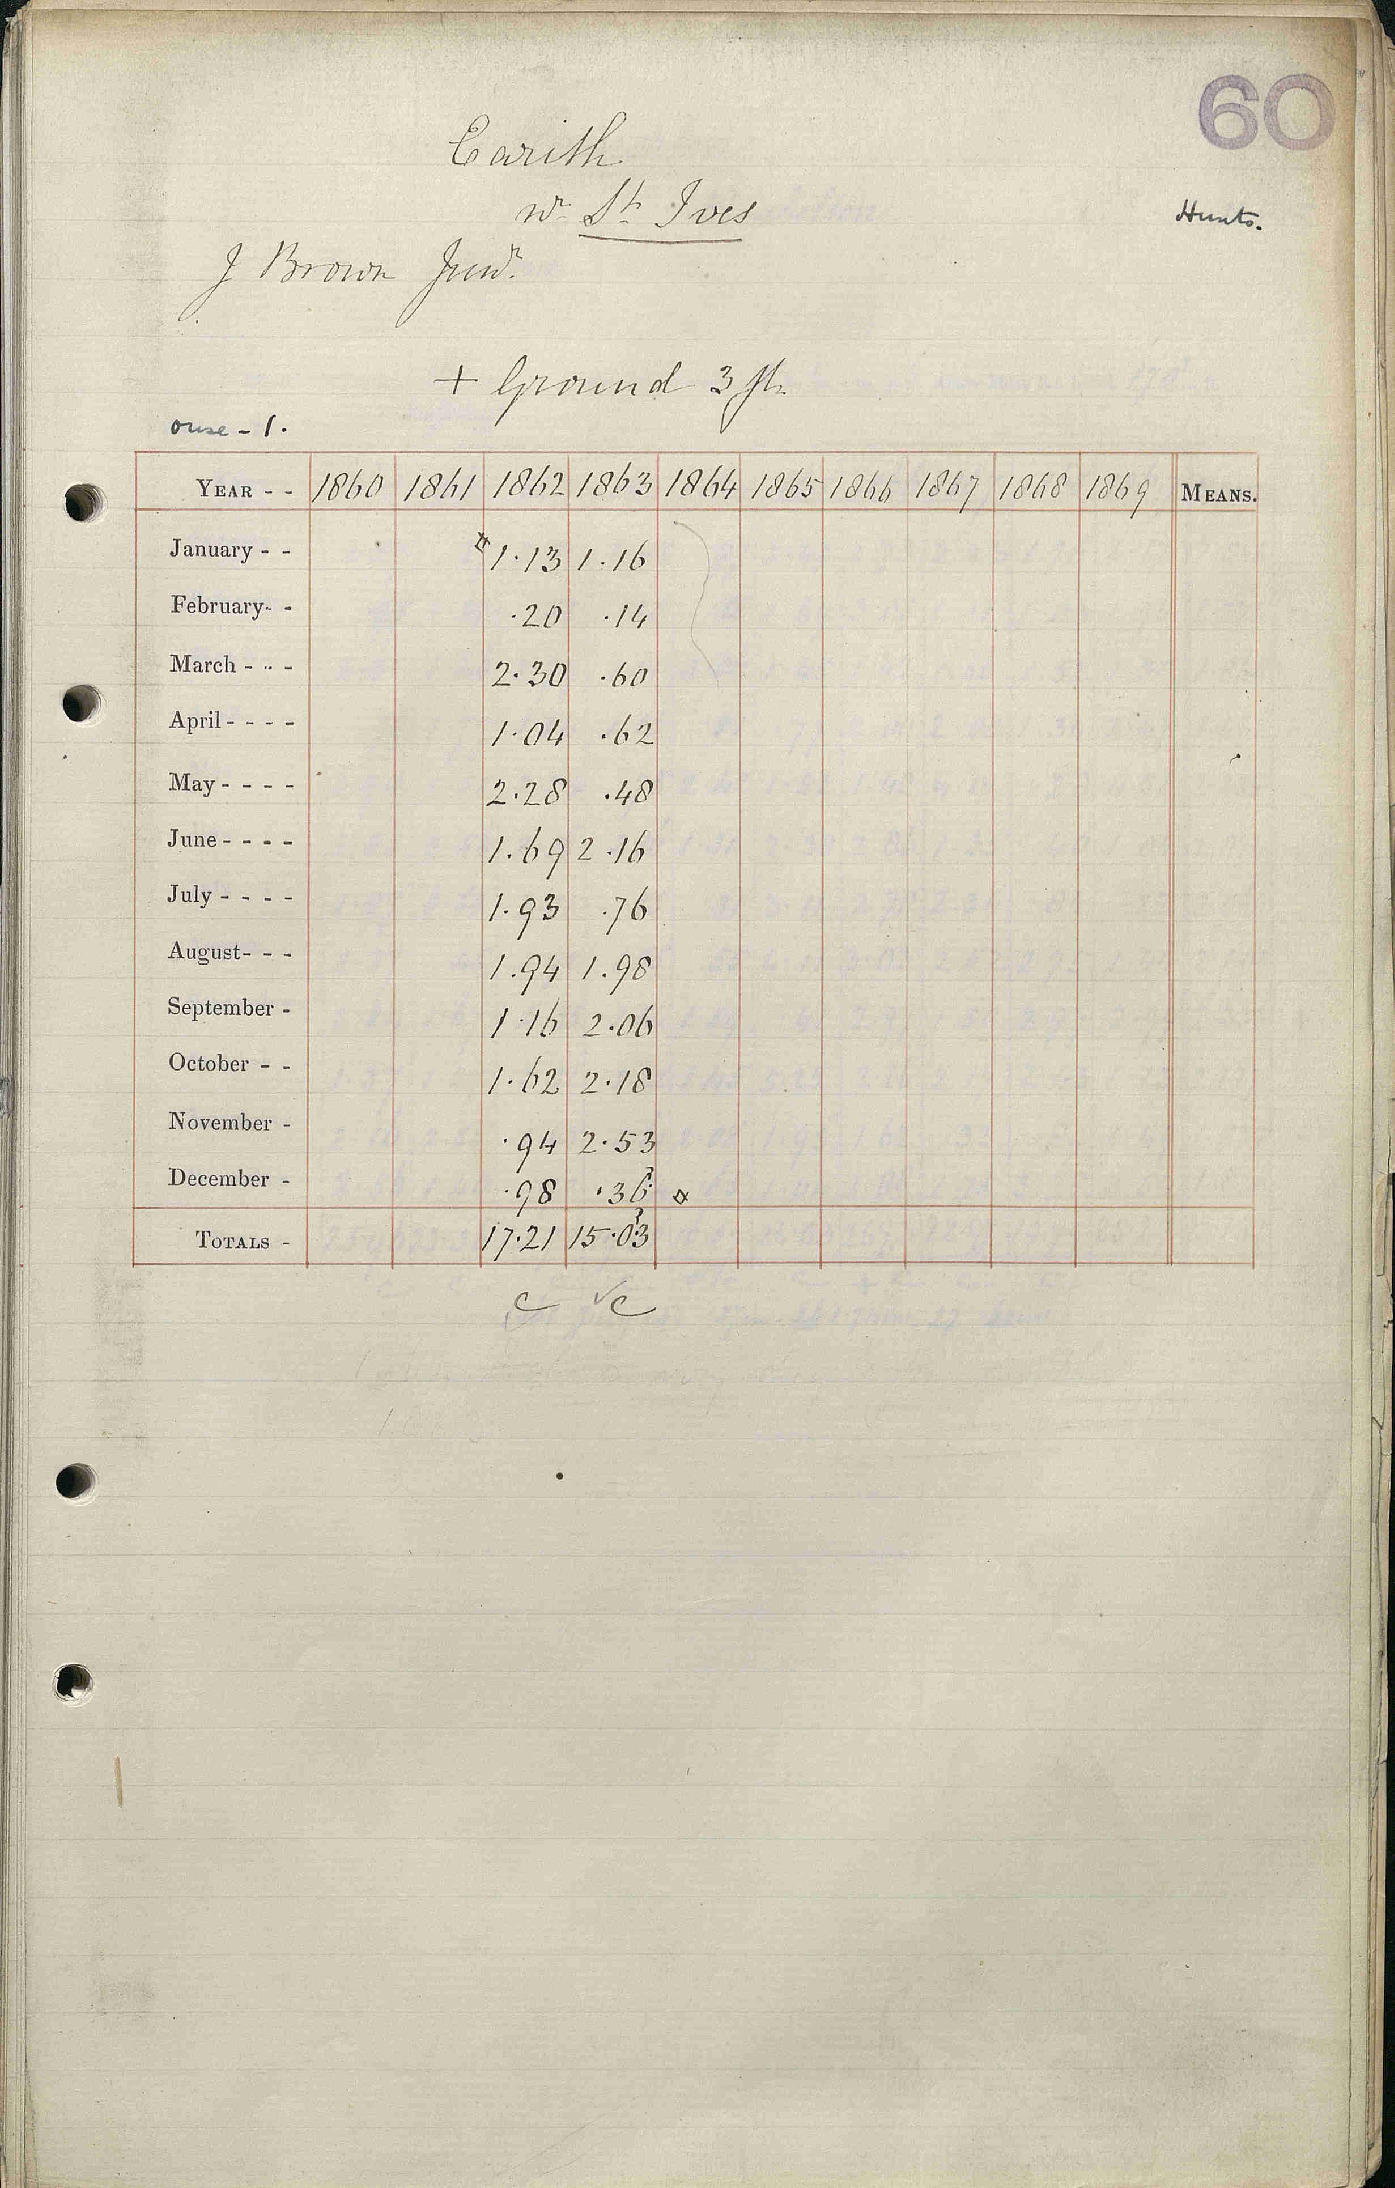 60
Earith
nr St Ives
Hunts.
J Brown Junr.
+ Ground 3 ft
ouse - 1.
YEAR - - 1860 1861 1862 1863 1864 1865 1866 1867 1868 1869 MEANS.
January - - 1.13 1.16
February - - .20 .14
March - - - 2.30 .60
April - - - - 1.04 .62
May - - - - 2.28 .48
June - - - - 1.69 2.16
July - - - - 1.93 .76
August - - - 1.94 1.98
September - 1.16 2.06
October - - 1.62 2.18
November - .94 2.53
December - .98 .36
TOTALS - 17.21 15.03
c c